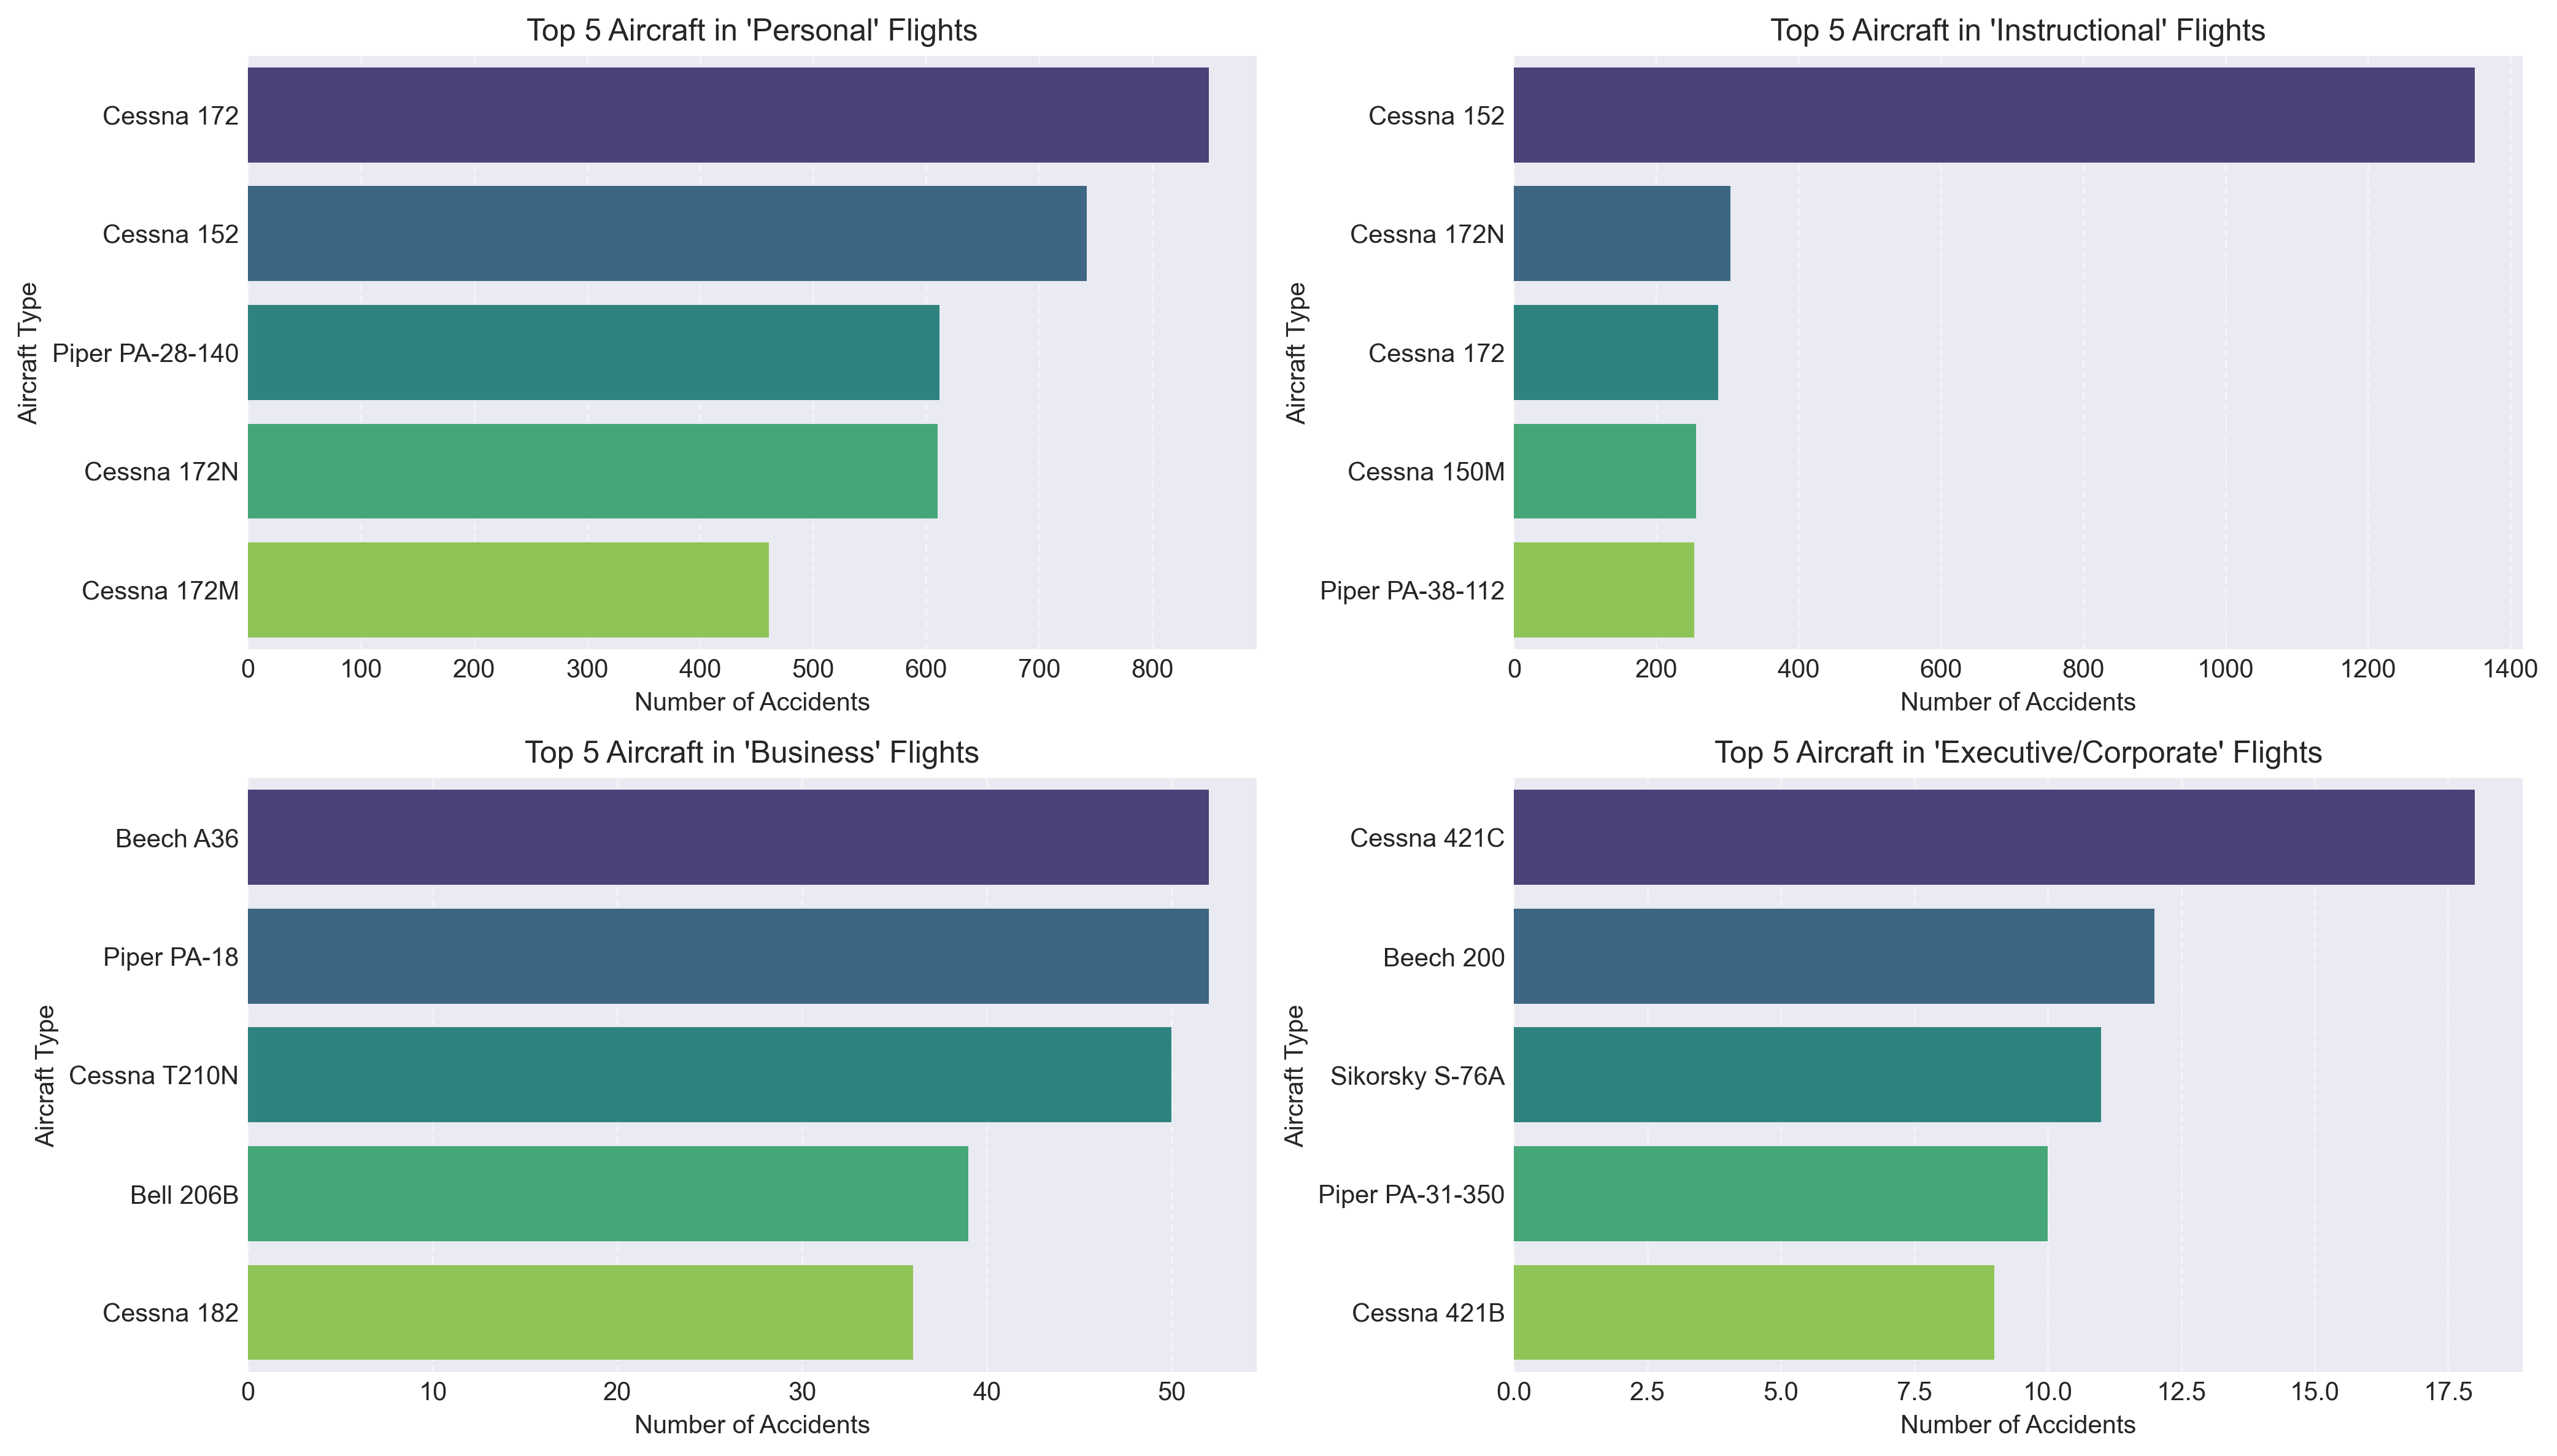 Top 5 Aircraft in 'Personal' Flights
Aircraft Type
Cessna 172
Cessna 152
Piper PA-28-140
Cessna 172N
Cessna 172M
0 100 200 300 400 500 600 700 800
Number of Accidents
Top 5 Aircraft in 'Instructional' Flights
Aircraft Type
Cessna 152
Cessna 172N
Cessna 172
Cessna 150M
Piper PA-38-112
0 200 400 600 800 1000 1200 1400
Number of Accidents
Top 5 Aircraft in 'Business' Flights
Aircraft Type
Beech A36
Piper PA-18
Cessna T210N
Bell 206B
Cessna 182
0 10 20 30 40 50
Number of Accidents
Top 5 Aircraft in 'Executive/Corporate' Flights
Aircraft Type
Cessna 421C
Beech 200
Sikorsky S-76A
Piper PA-31-350
Cessna 421B
0.0 2.5 5.0 7.5 10.0 12.5 15.0 17.5
Number of Accidents